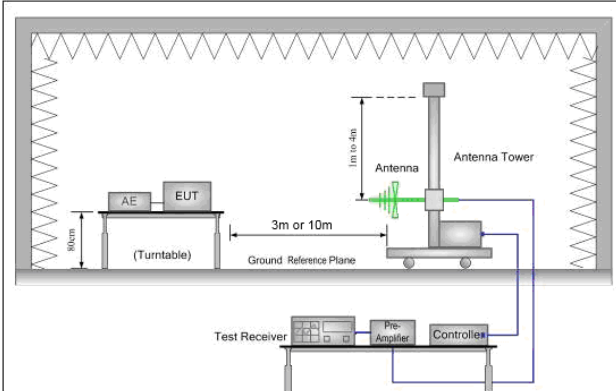 1m to 4m
Antenna
Antenna Tower
AE
EUT
80cm
3m or 10m
(Turntable)
Ground Reference Plane
Test Receiver
Pre-
Amplifier
Controlle